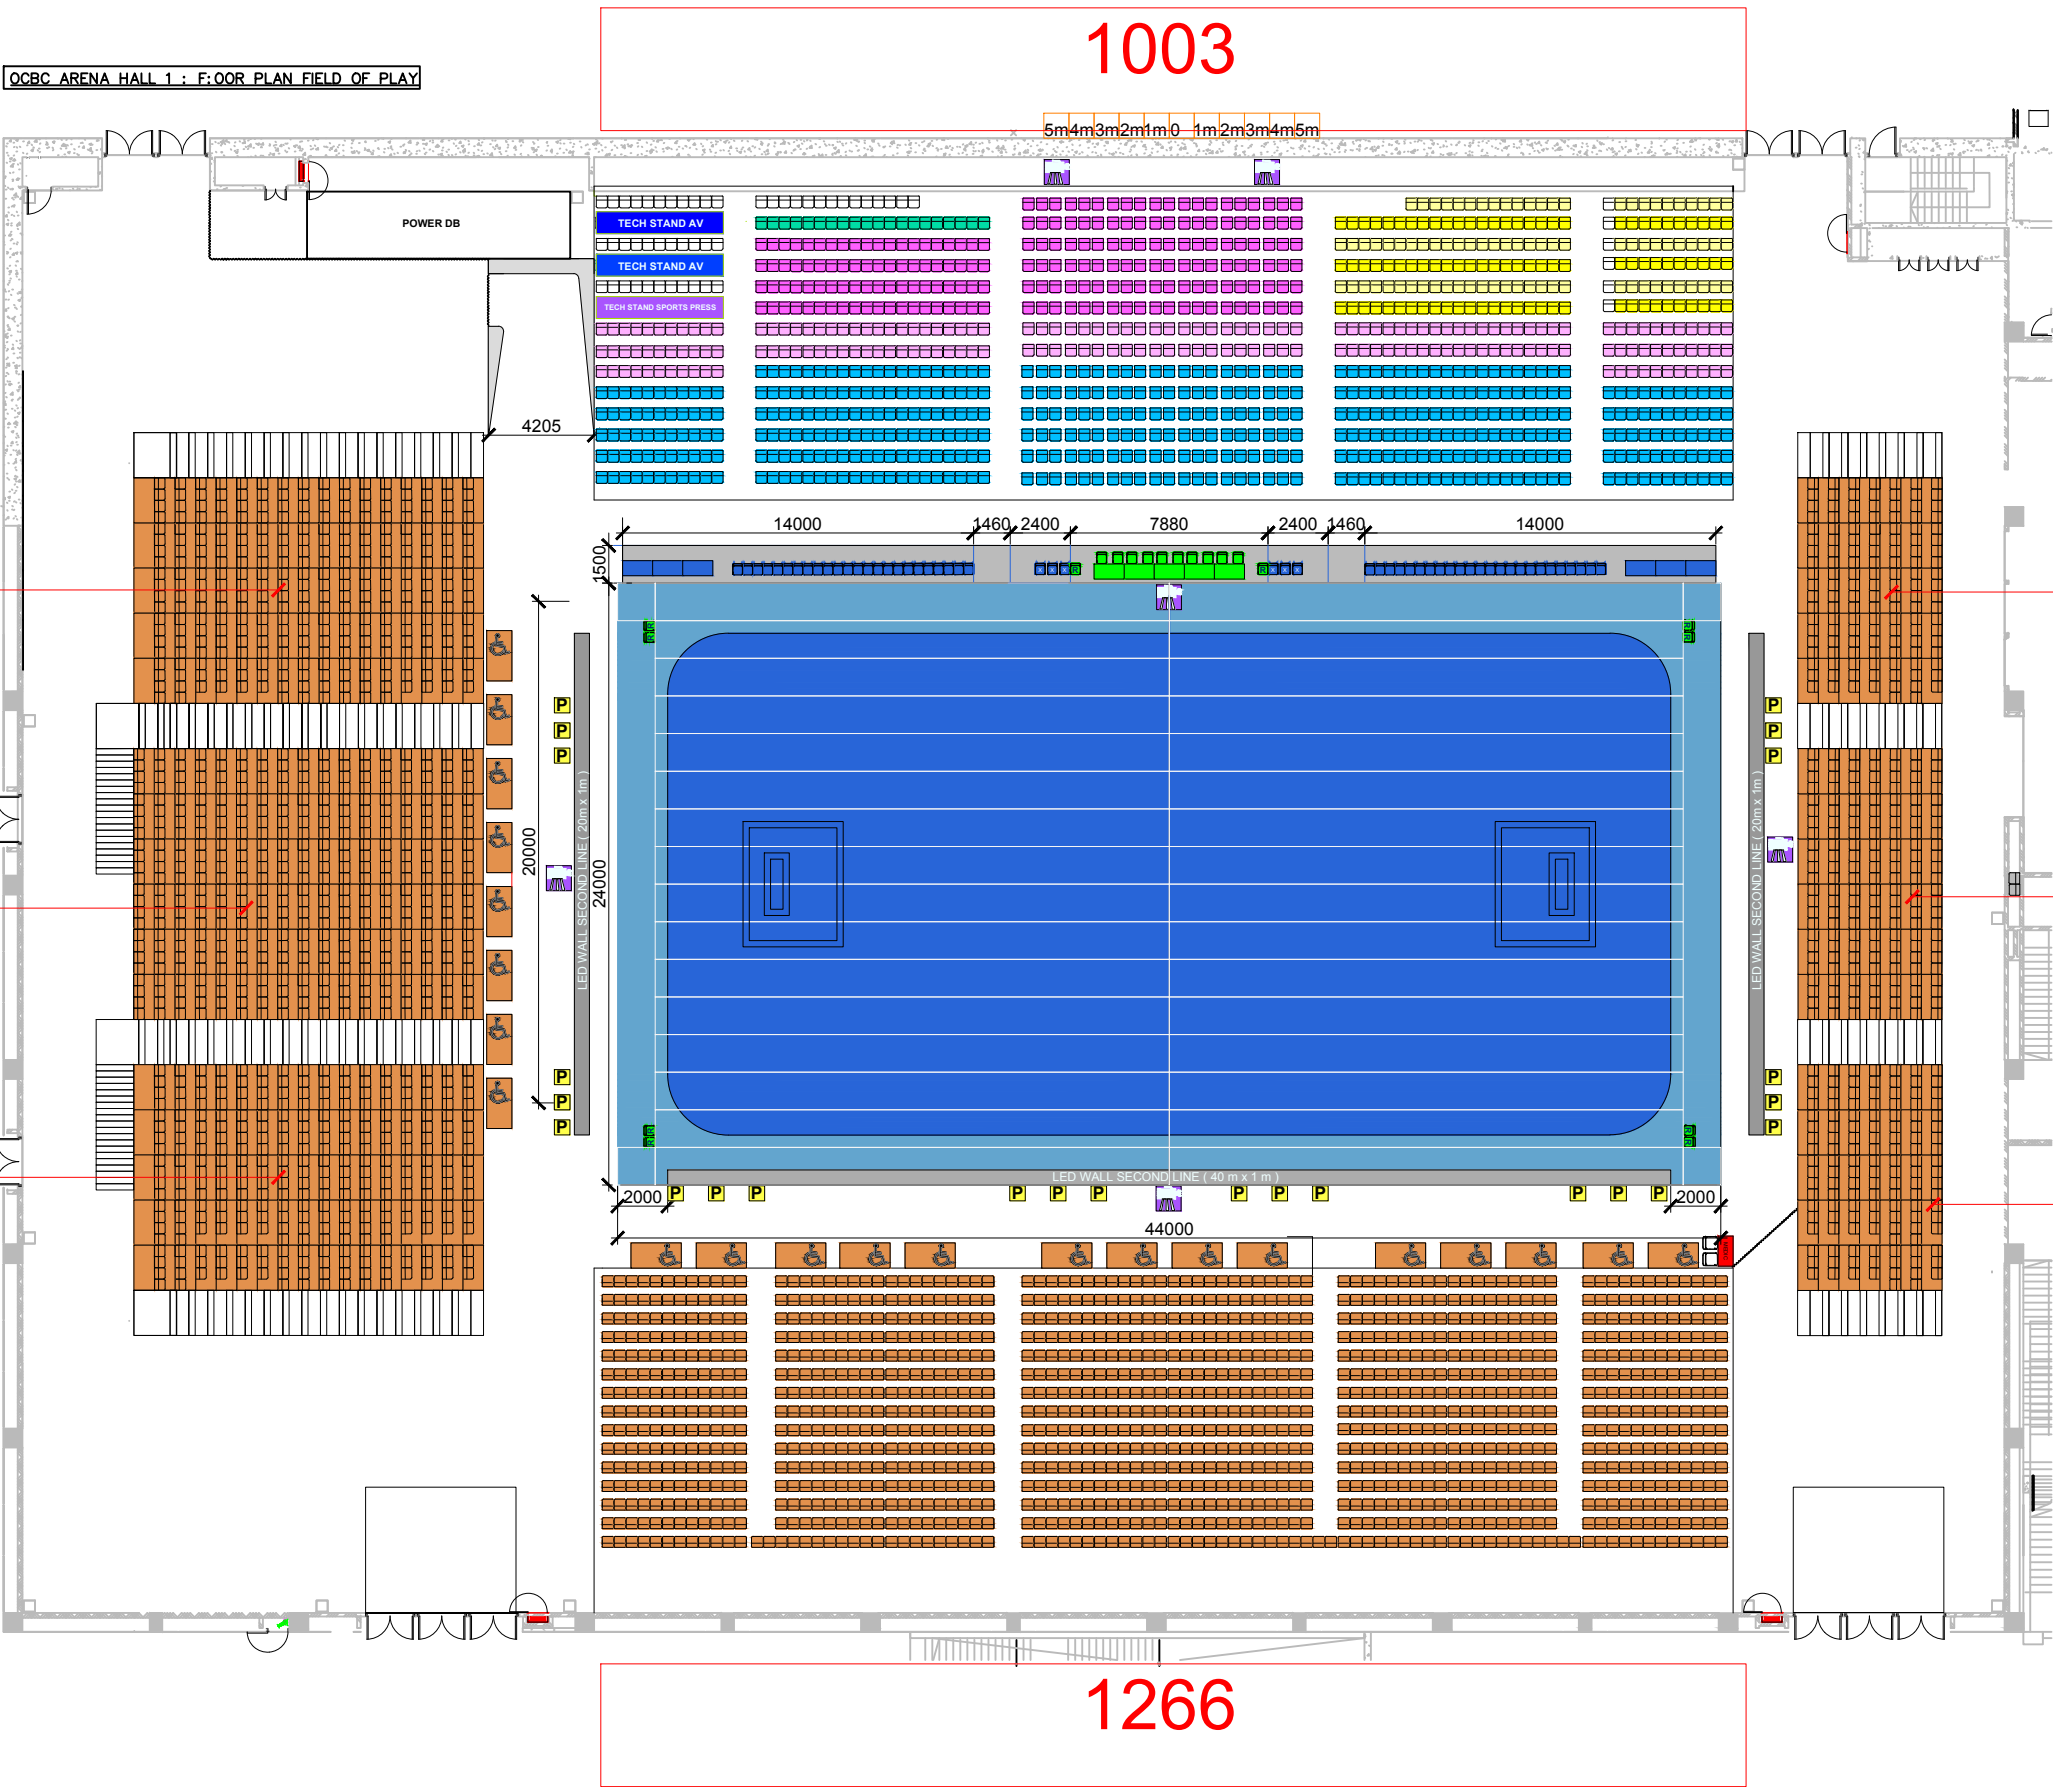 1003
OCBC ARENA HALL 1 : F:OOR PLAN FIELD OF PLAY
5m 4m 3m 2m 1m 0 1m 2m 3m 4m 5m
POWER DB
TECH STAND AV
TECH STAND AV
TECH STAND SPORTS PRESS
4205
14000 1460 2400 7880 2400 1460 14000
1500
X X X R
R X X X
R R
R R
P P
P P
P P
LED WALL SECOND LINE ( 20m x 1m )
LED WALL SECOND LINE ( 20m x 1m )
20000
24000
P P
P P
P P
R R
R R
LED WALL SECOND LINE ( 40 m x 1 m )
2000 P P P P P P P P P P P P 2000
44000
1266